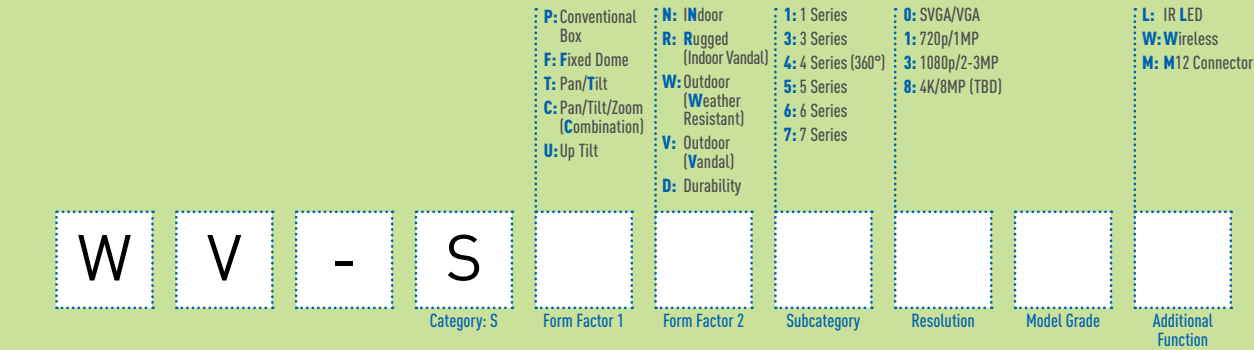 P: Conventional
Box
F: Fixed Dome
T: Pan/Tilt
C: Pan/Tilt/Zoom
(Combination)
U: Up Tilt
N: INdoor
R: Rugged
(Indoor Vandal)
W: Outdoor
(Weather
Resistant)
V: Outdoor
(Vandal)
D: Durability
1: 1 Series
3: 3 Series
4: 4 Series (360°)
5: 5 Series
6: 6 Series
7: 7 Series
0: SVGA/VGA
1: 720p/1MP
3: 1080p/2-3MP
8: 4K/8MP (TBD)
L: IR LED
W: Wireless
M: M12 Connector
W V - S
Category: S
Form Factor 1
Form Factor 2
Subcategory
Resolution
Model Grade
Additional
Function